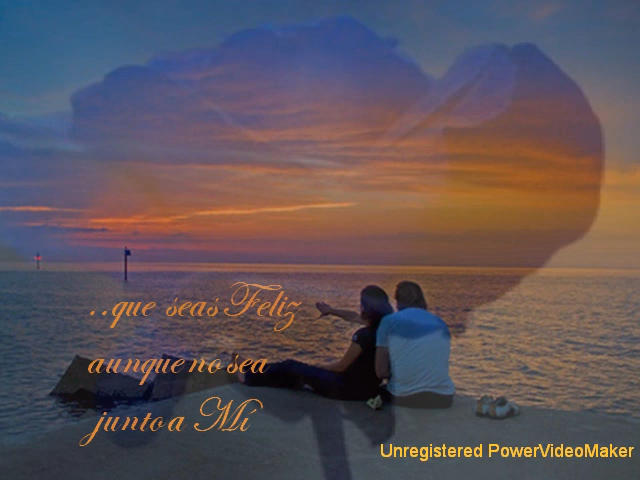 ..que seas Feliz
aunque no sea
junto a Mí
Unregistered PowerVideoMaker